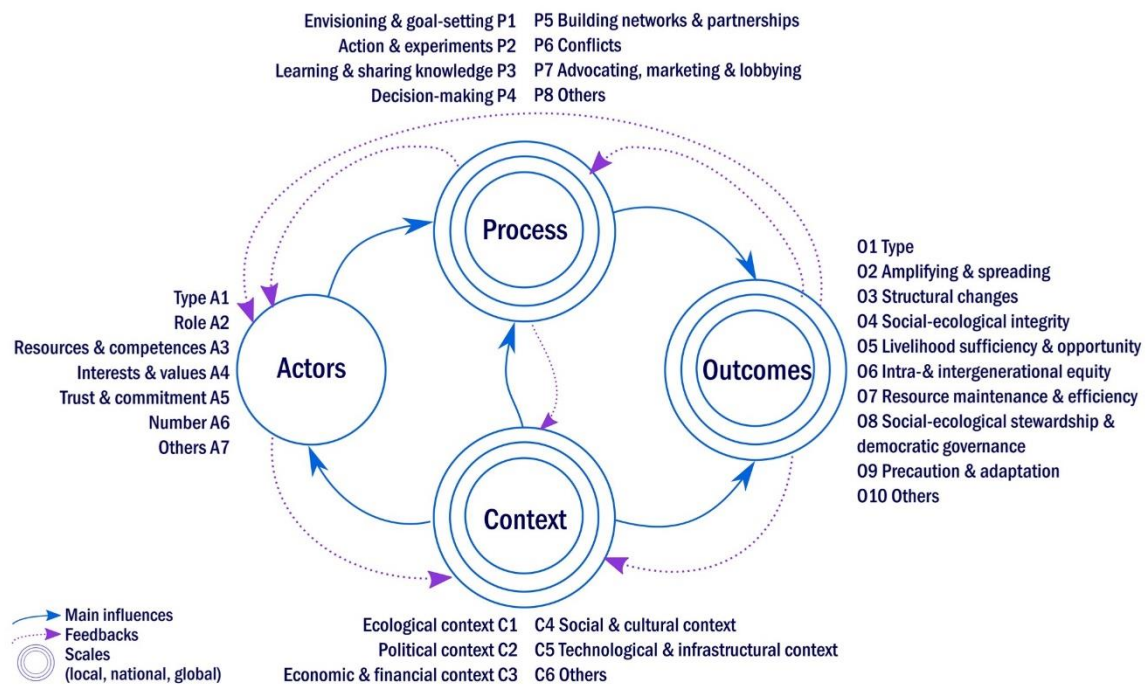 Envisioning & goal-setting P1
Action & experiments P2
Learning & sharing knowledge P3
Decision-making P4
P5 Building networks & partnerships
P6 Conflicts
P7 Advocating, marketing & lobbying
P8 Others
Process
Type A1
Role A2
Resources & competences A3
Interests & values A4
Trust & commitment A5
Number A6
Others A7
Actors
Outcomes
O1 Type
O2 Amplifying & spreading
O3 Structural changes
O4 Social-ecological integrity
O5 Livelihood sufficiency & opportunity
O6 Intra-& intergenerational equity
O7 Resource maintenance & efficiency
O8 Social-ecological stewardship &
democratic governance
O9 Precaution & adaptation
O10 Others
Context
Ecological context C1
Political context C2
Economic & financial context C3
C4 Social & cultural context
C5 Technological & infrastructural context
C6 Others
Main influences
Feedbacks
Scales
(local, national, global)